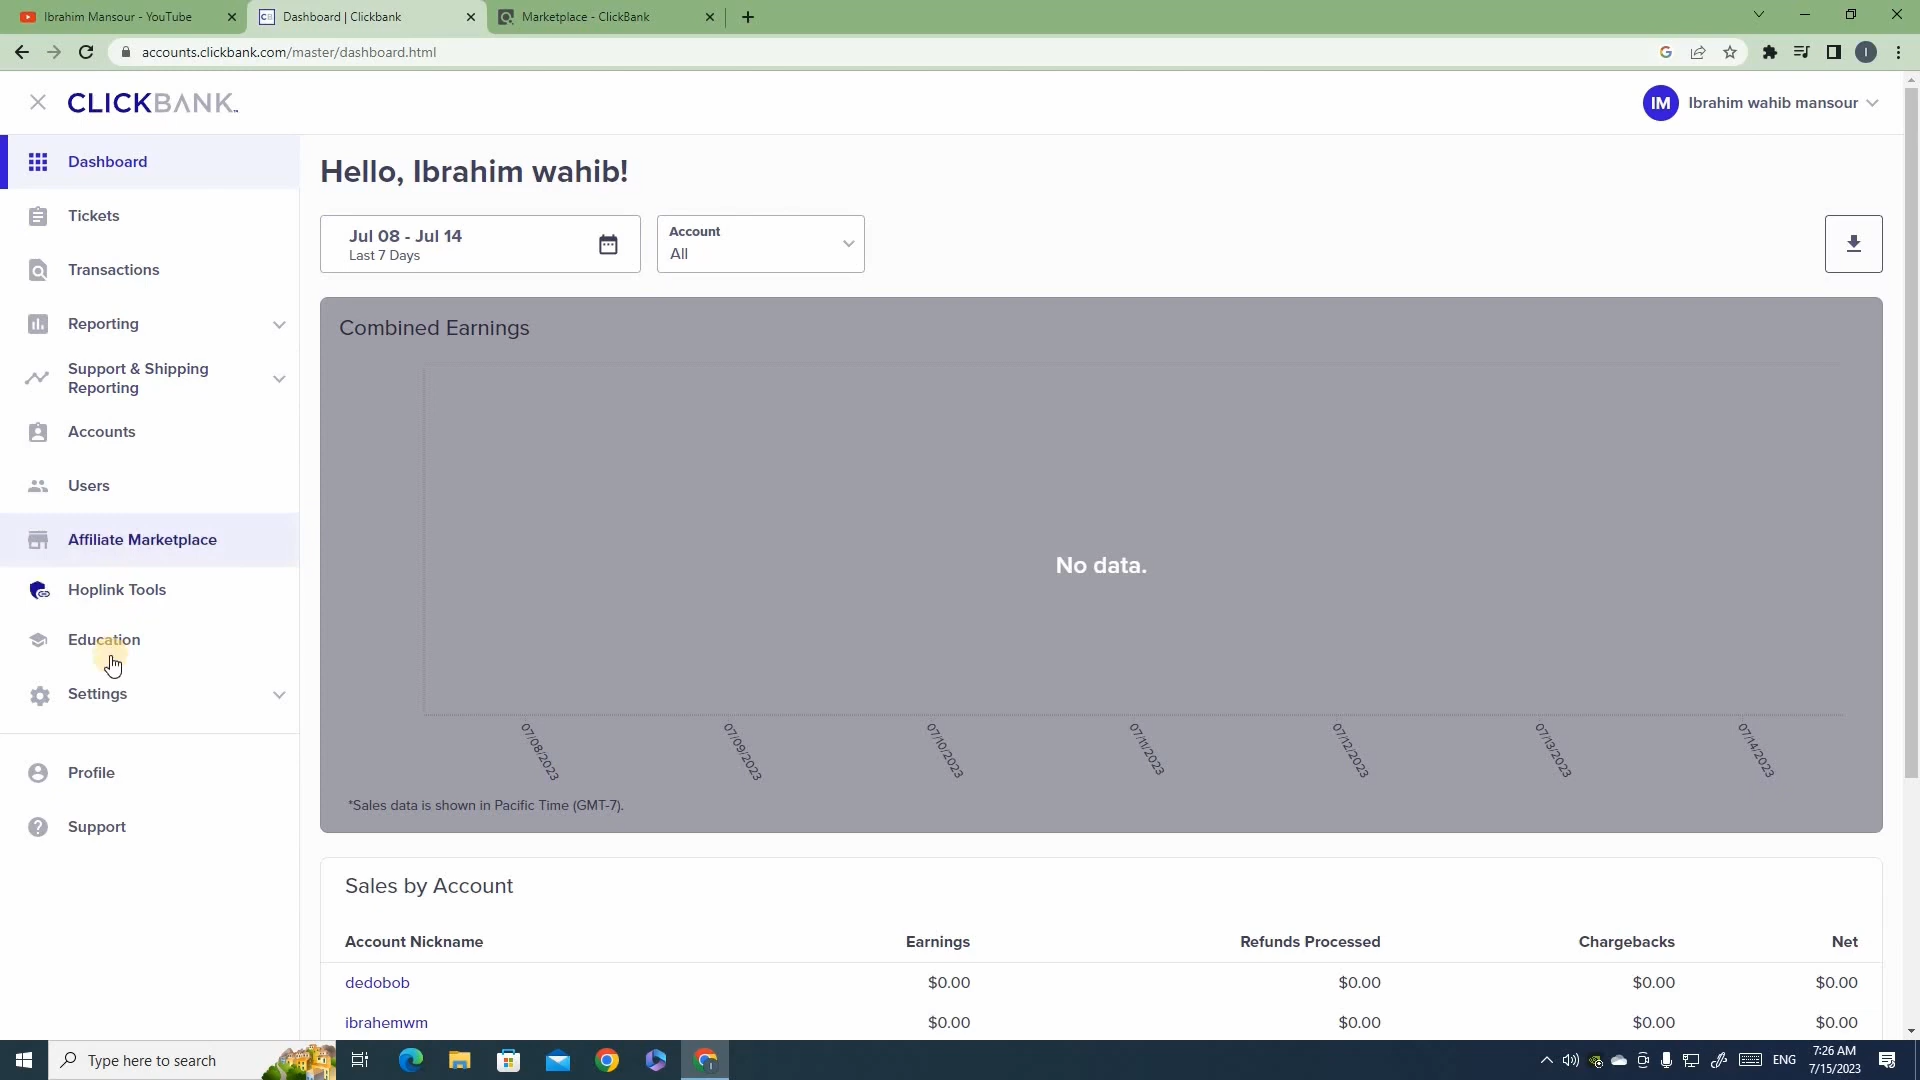 Ibrahim Mansour - YouTube
Dashboard | Clickbank
Marketplace - ClickBank
accounts.clickbank.com/master/dashboard.html
CLICKBANK
IM
Ibrahim wahib mansour
Dashboard
Tickets
Transactions
Reporting
Support & Shipping
Reporting
Accounts
Users
Affiliate Marketplace
Hoplink Tools
Education
Settings
Profile
Support
Hello, Ibrahim wahib!
Jul 08 - Jul 14
Last 7 Days
Account
All
Combined Earnings
No data.
07/08/2023
07/09/2023
07/10/2023
07/11/2023
07/12/2023
07/13/2023
07/14/2023
*Sales data is shown in Pacific Time (GMT-7).
Sales by Account
Account Nickname Earnings Refunds Processed Chargebacks Net
dedobob $0.00 $0.00 $0.00 $0.00
ibrahemwm $0.00 $0.00 $0.00 $0.00
Type here to search
ENG
7:26 AM
7/15/2023